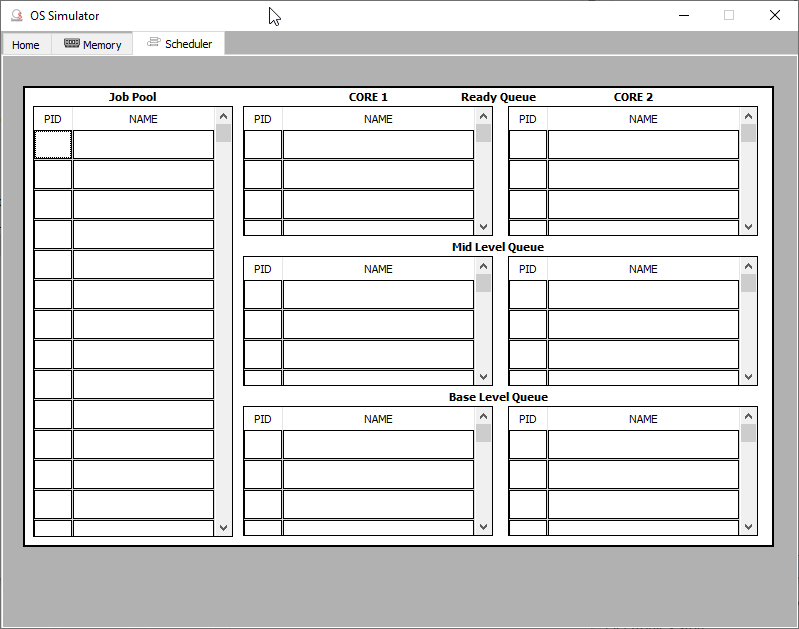 OS Simulator
Home Memory Scheduler
Job Pool CORE 1 Ready Queue CORE 2
PID NAME PID NAME PID NAME
Mid Level Queue
PID NAME PID NAME
Base Level Queue
PID NAME PID NAME